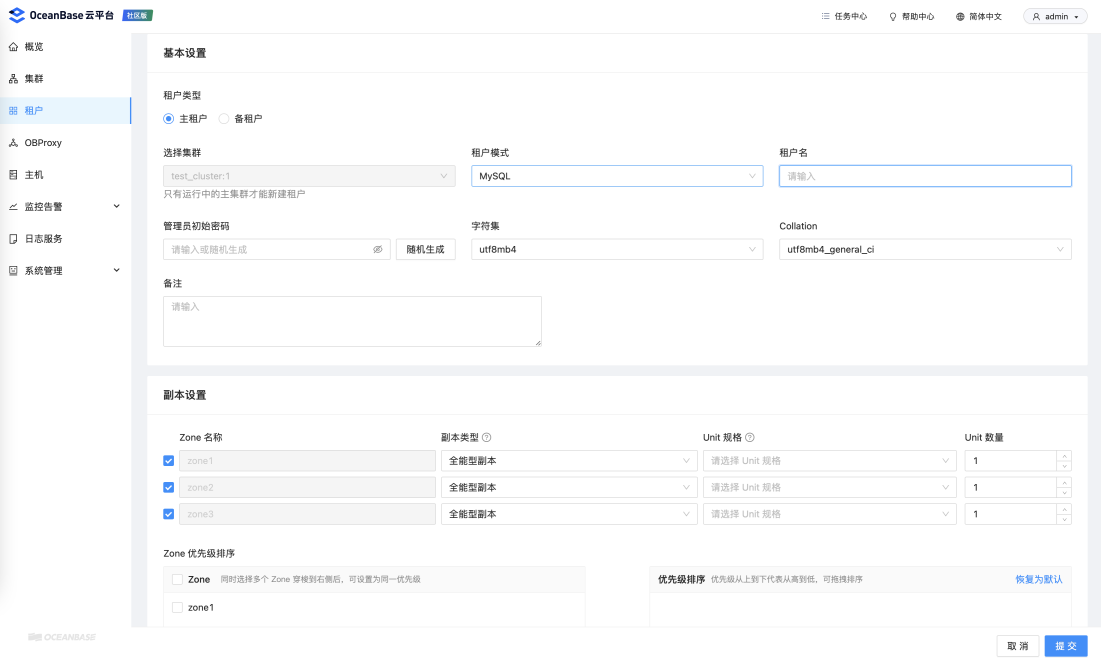 OceanBase 云平台 社区版
任务中心 帮助中心 简体中文 admin
概览
集群
租户
OBProxy
主机
监控告警
日志服务
系统管理
OCEANBASE
基本设置
租户类型
主租户 备租户
选择集群 租户模式 租户名
test_cluster:1 MySQL 请输入
只有运行中的主集群才能新建租户
管理员初始密码 字符集 Collation
请输入或随机生成 随机生成 utf8mb4 utf8mb4_general_ci
备注
请输入
副本设置
Zone 名称 副本类型 Unit 规格 Unit 数量
zone1 全能型副本 请选择 Unit 规格 1
zone2 全能型副本 请选择 Unit 规格 1
zone3 全能型副本 请选择 Unit 规格 1
Zone 优先级排序
Zone 同时选择多个 Zone 穿梭到右侧后，可设置为同一优先级 优先级排序 优先级从上到下代表从高到低，可拖拽排序 恢复为默认
zone1
取 消 提 交